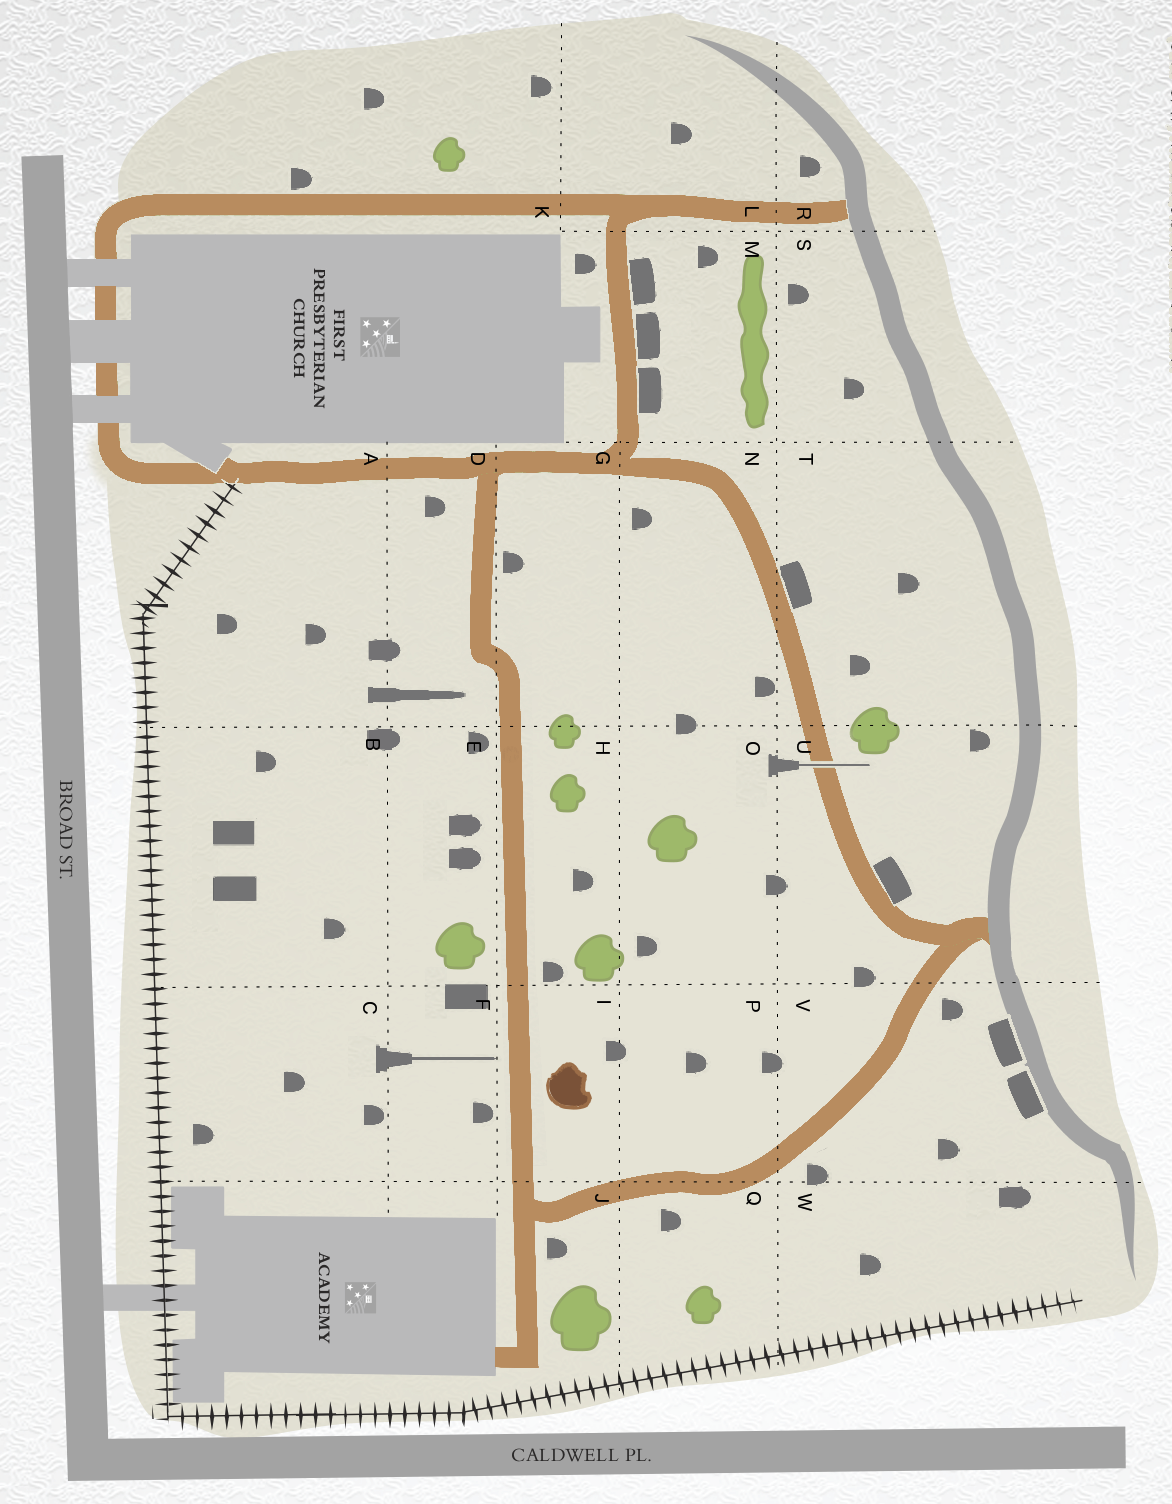 K
L
R
M
S
FIRST
PRESBYTERIAN
CHURCH
A
D
G
N
T
B
E
H
O
U
BROAD ST.
C
F
I
P
V
J
Q
W
ACADEMY
CALDWELL PL.